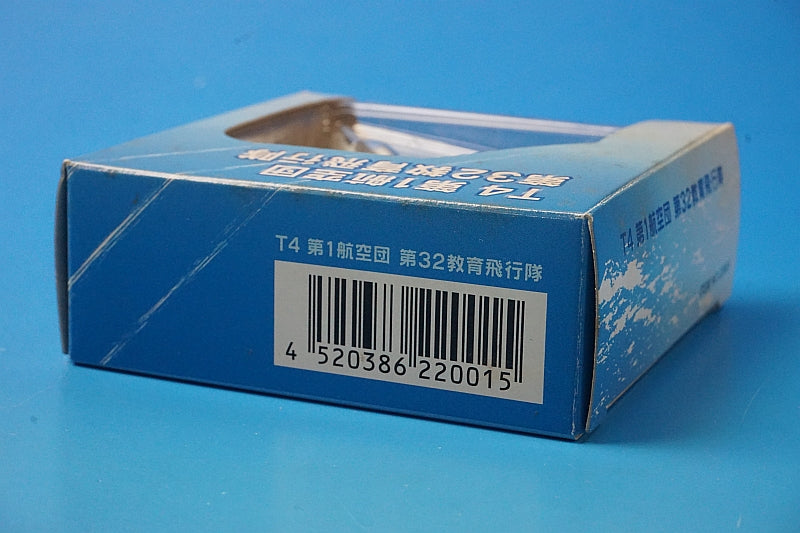 T4 第1航空団
第32教育飛行隊
T4 第1航空団 第32教育飛行隊
T4 第1航空団 第32教育飛行隊
4 520386 220015